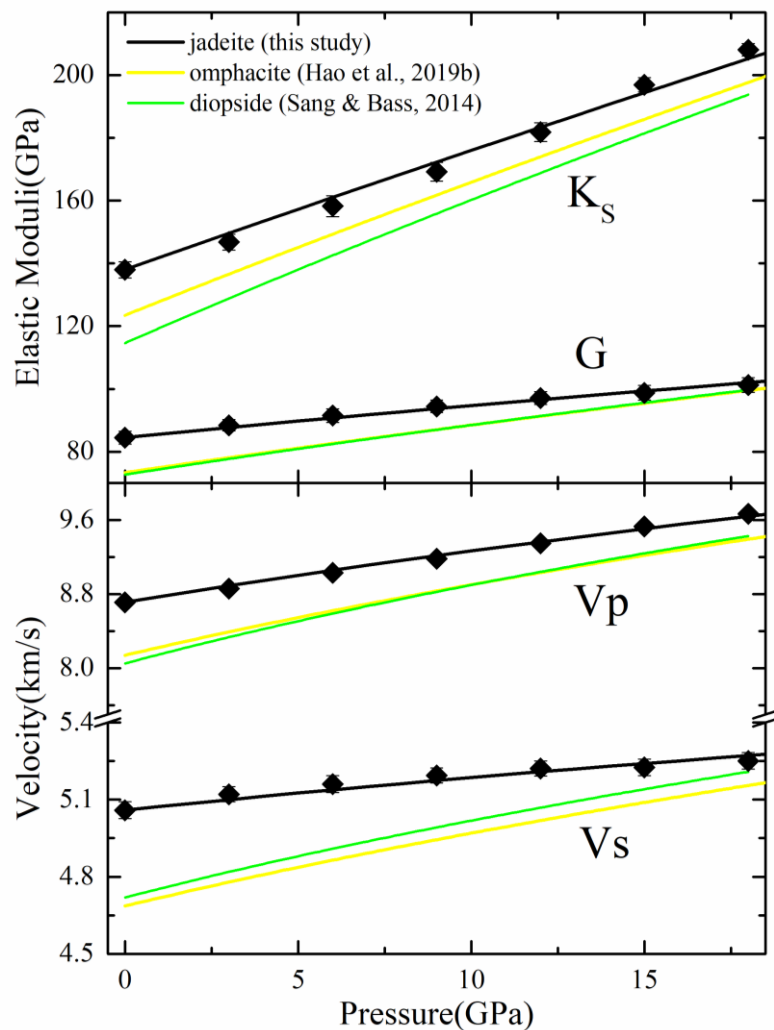 jadeite (this study)
omphacite (Hao et al., 2019b)
diopside (Sang & Bass, 2014)
200
160
120
80
Elastic Moduli(GPa)
K_S
G
9.6
8.8
8.0
5.4
5.1
4.8
4.5
Velocity(km/s)
Vp
Vs
0
5
10
15
Pressure(GPa)